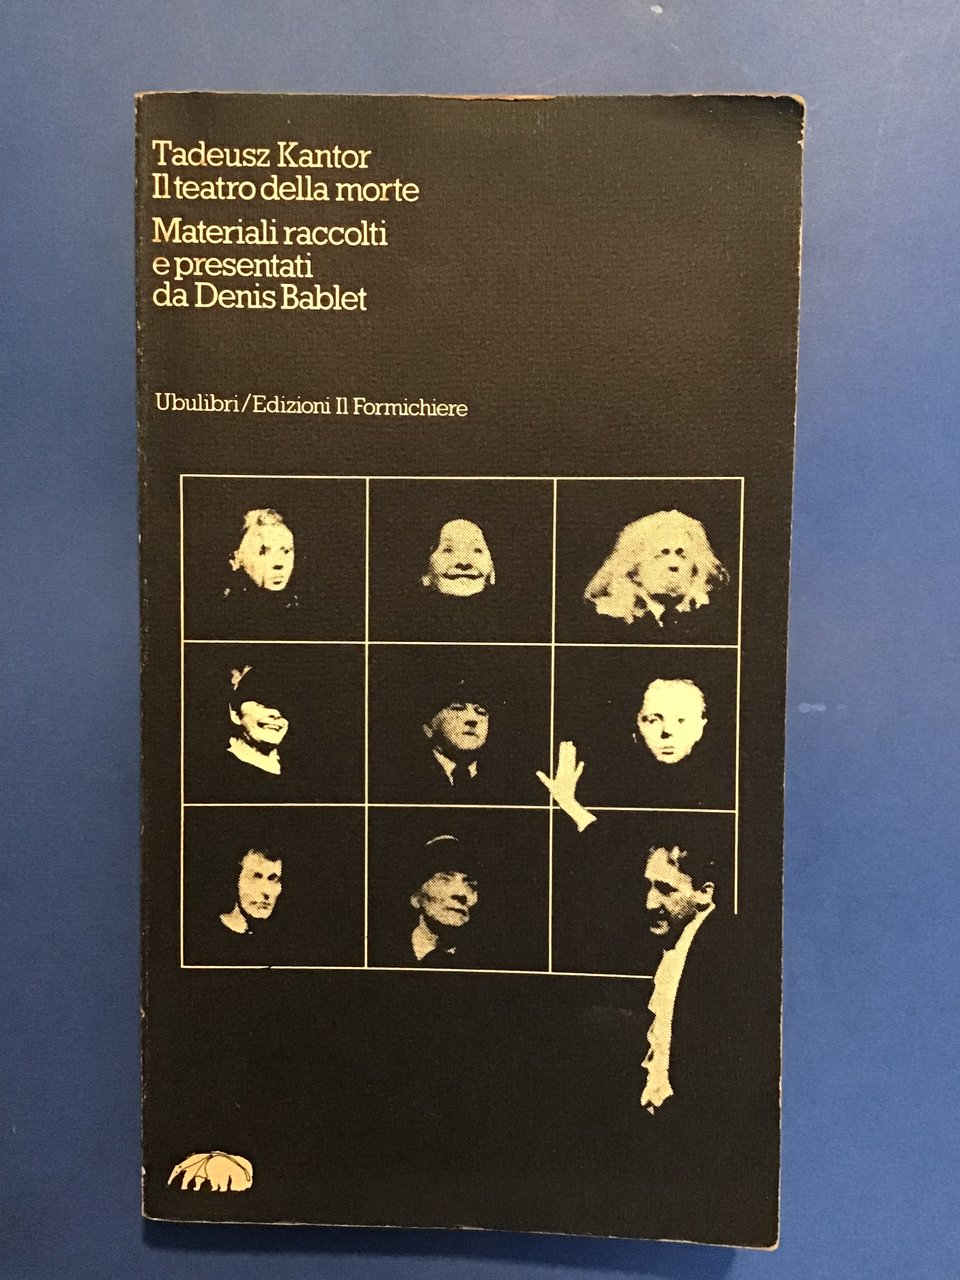 Tadeusz Kantor
Il teatro della morte
Materiali raccolti
e presentati
da Denis Bablet
Ubulibri/Edizioni Il Formichiere